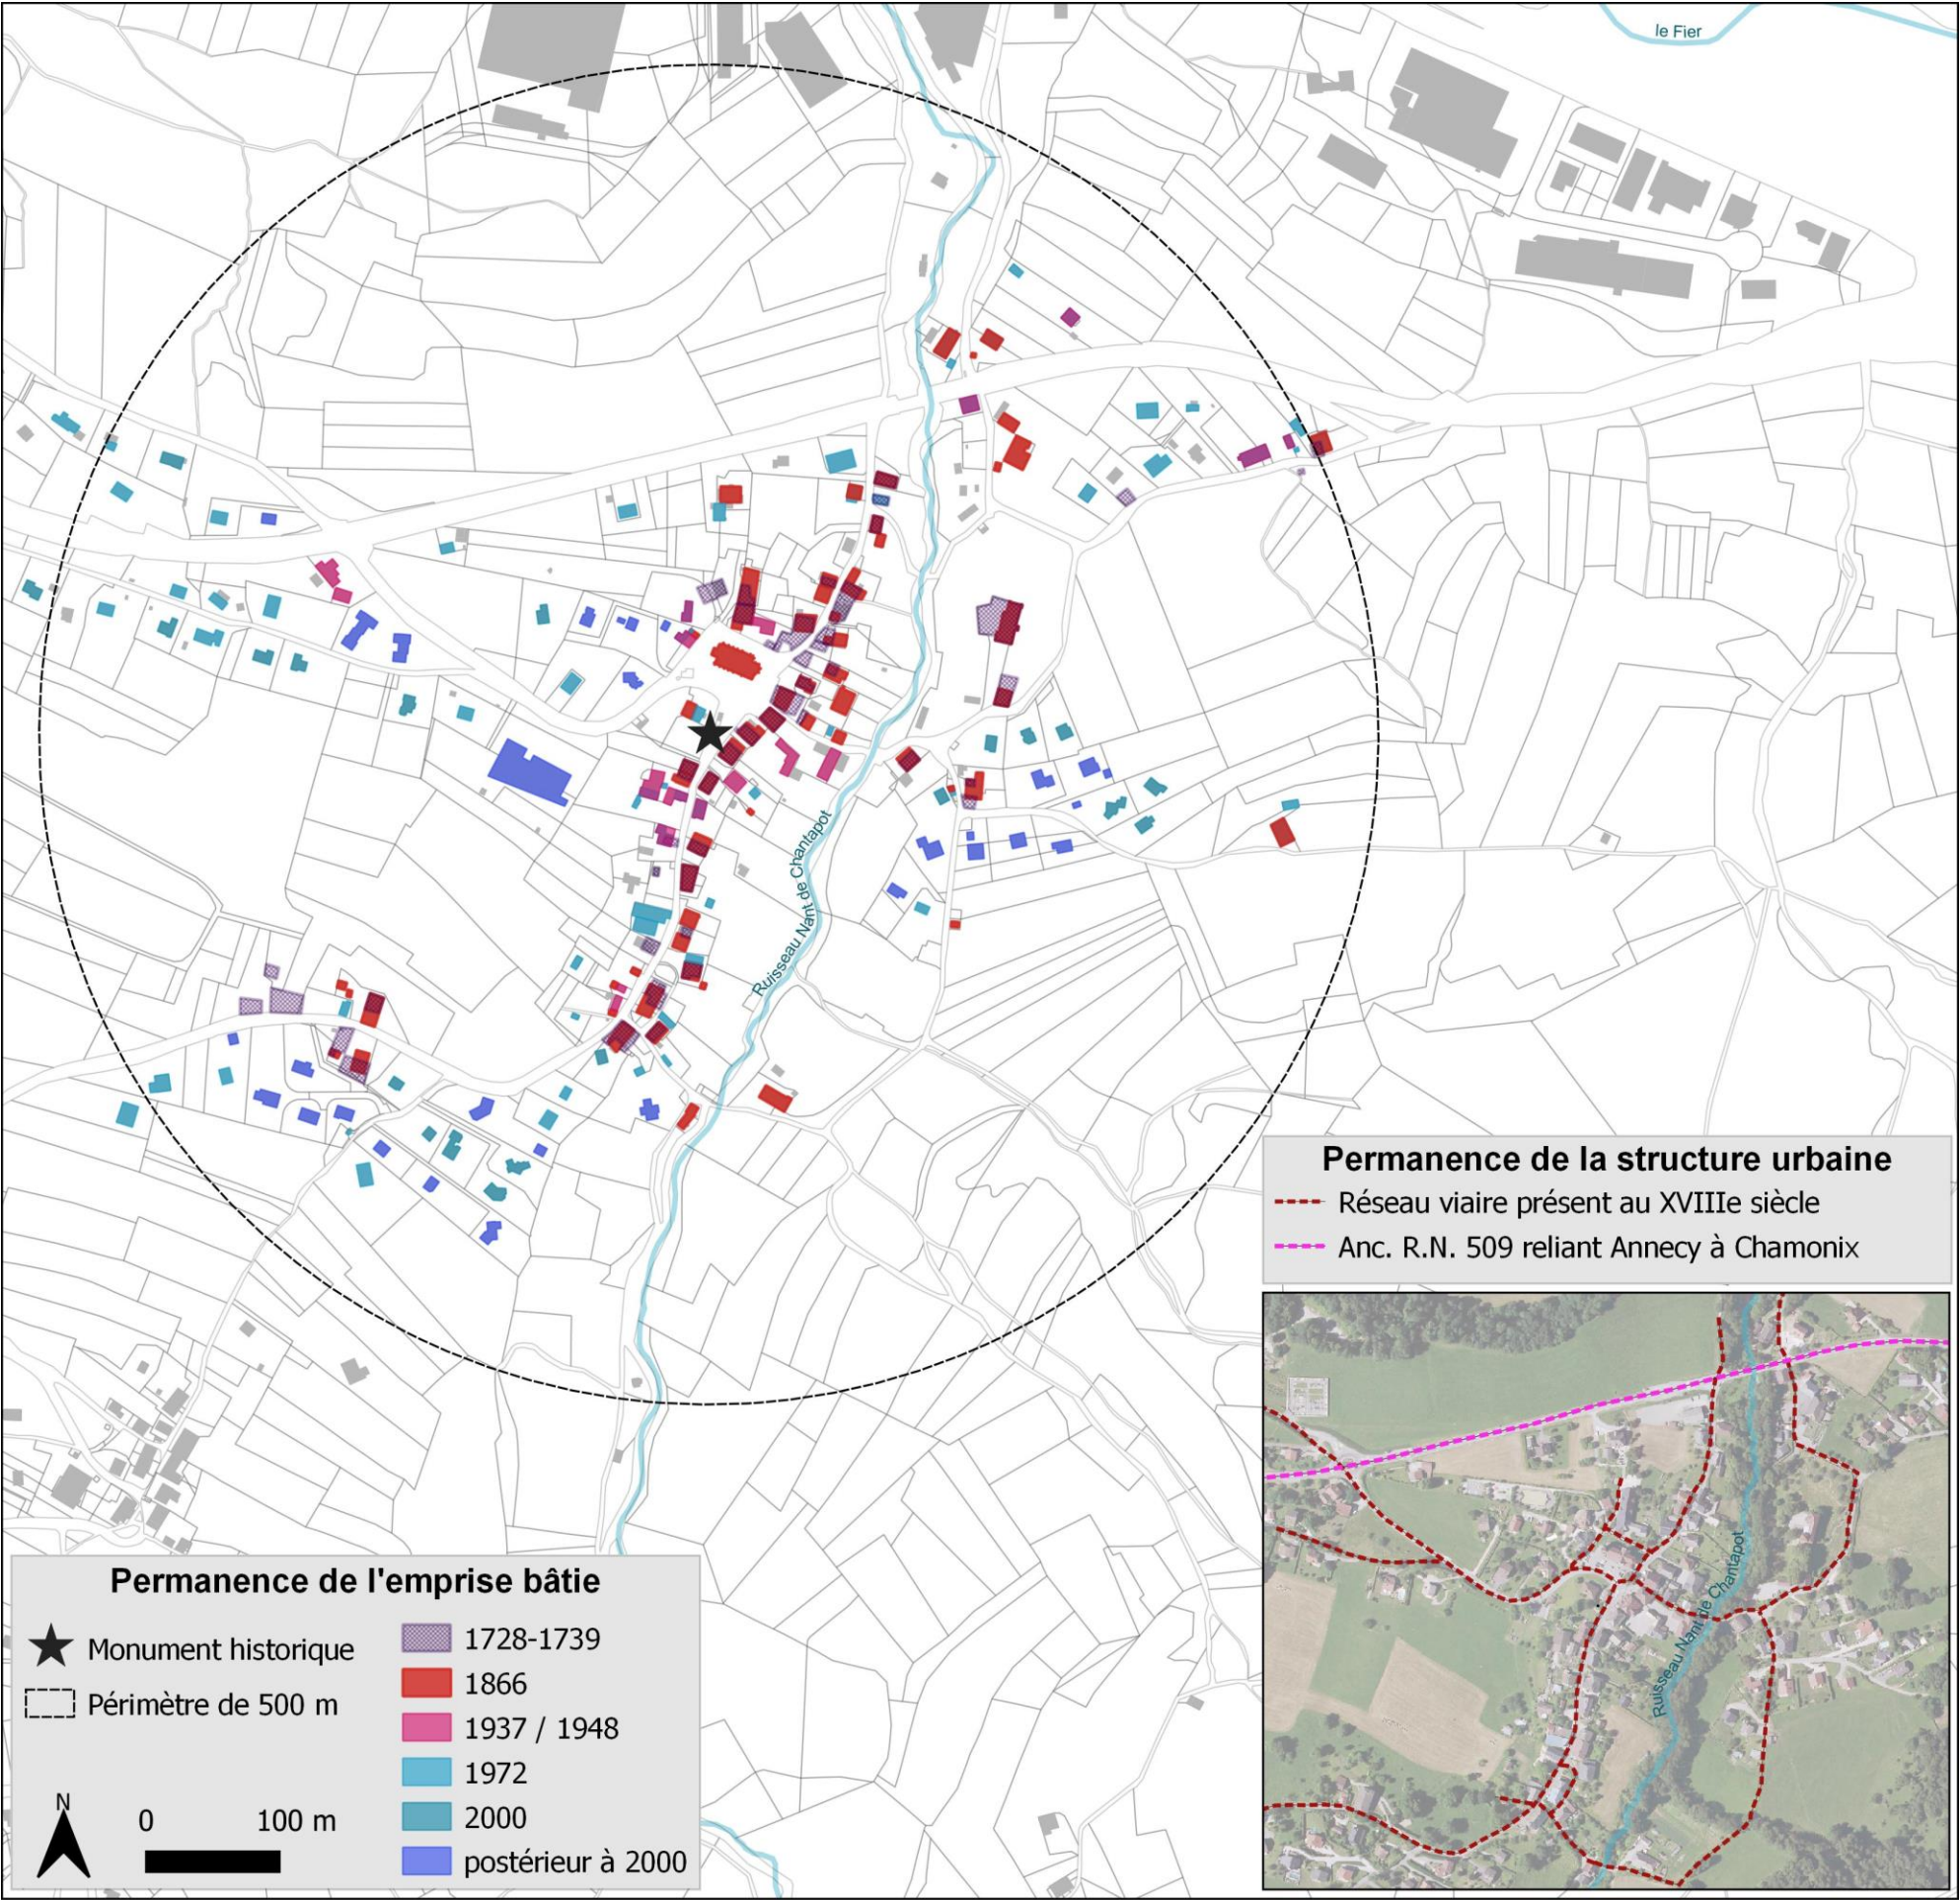 le Fier
Ruisseau Nant de Chantapot
Permanence de la structure urbaine
Réseau viaire présent au XVIIIe siècle
Anc. R.N. 509 reliant Annecy à Chamonix
Ruisseau Nant de Chantapot
Permanence de l'emprise bâtie
Monument historique
Périmètre de 500 m
N
0 100 m
1728-1739
1866
1937 / 1948
1972
2000
postérieur à 2000